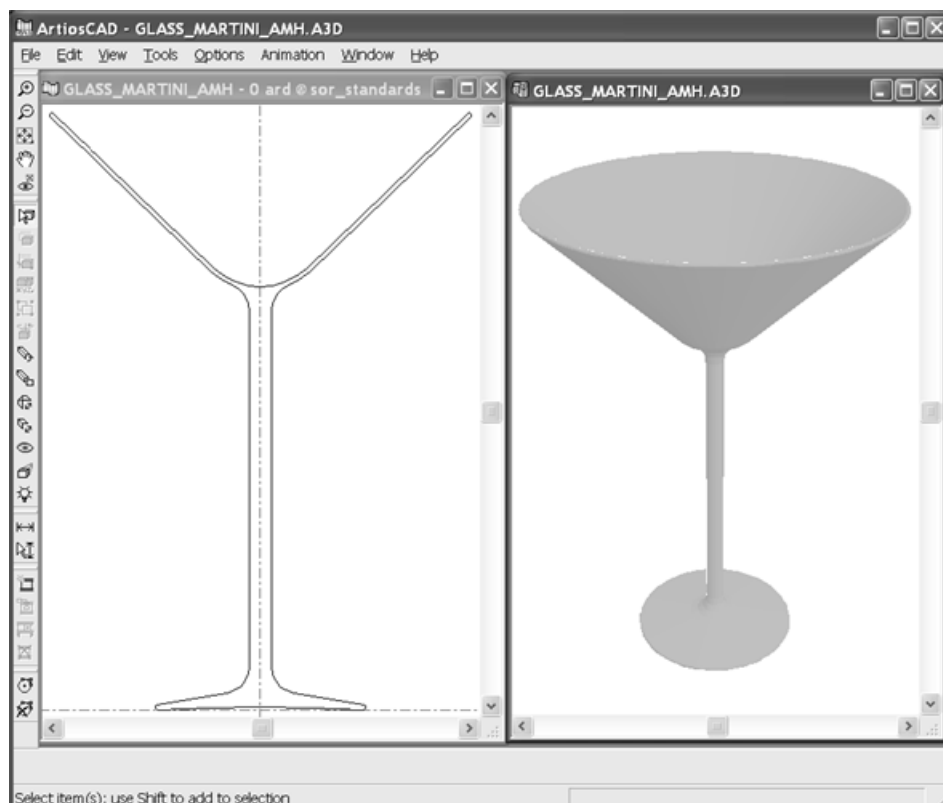 ArtiosCAD - GLASS_MARTINI_AMH.A3D
File Edit View Tools Options Animation Window Help
GLASS_MARTINI_AMH - 0 ard @ sor_standards
GLASS_MARTINI_AMH.A3D
Select item(s); use Shift to add to selection